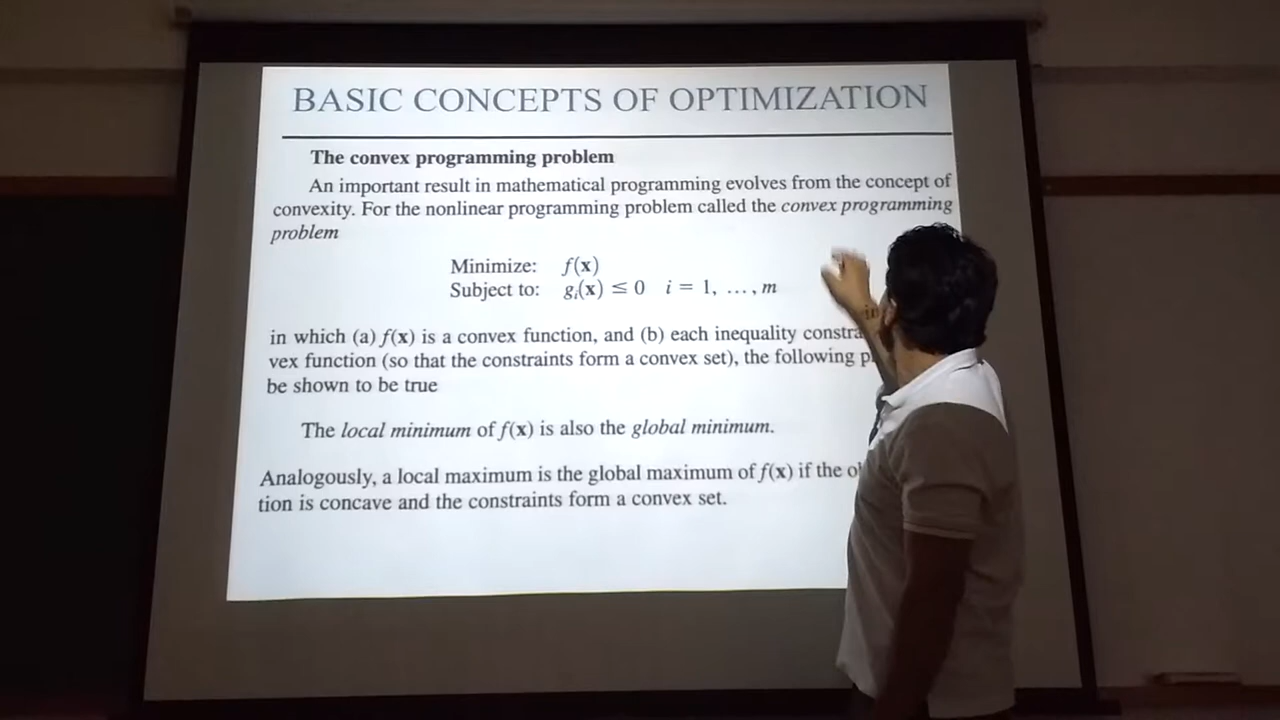 BASIC CONCEPTS OF OPTIMIZATION
The convex programming problem
An important result in mathematical programming evolves from the concept of
convexity. For the nonlinear programming problem called the convex programming
problem
Minimize: f(x)
Subject to: gᵢ(x) ≤ 0 i = 1, …, m
in which (a) f(x) is a convex function, and (b) each inequality
vex function (so that the constraints form a convex set), the following
be shown to be true
The local minimum of f(x) is also the global minimum.
Analogously, a local maximum is the global maximum of f(x) if the
tion is concave and the constraints form a convex set.